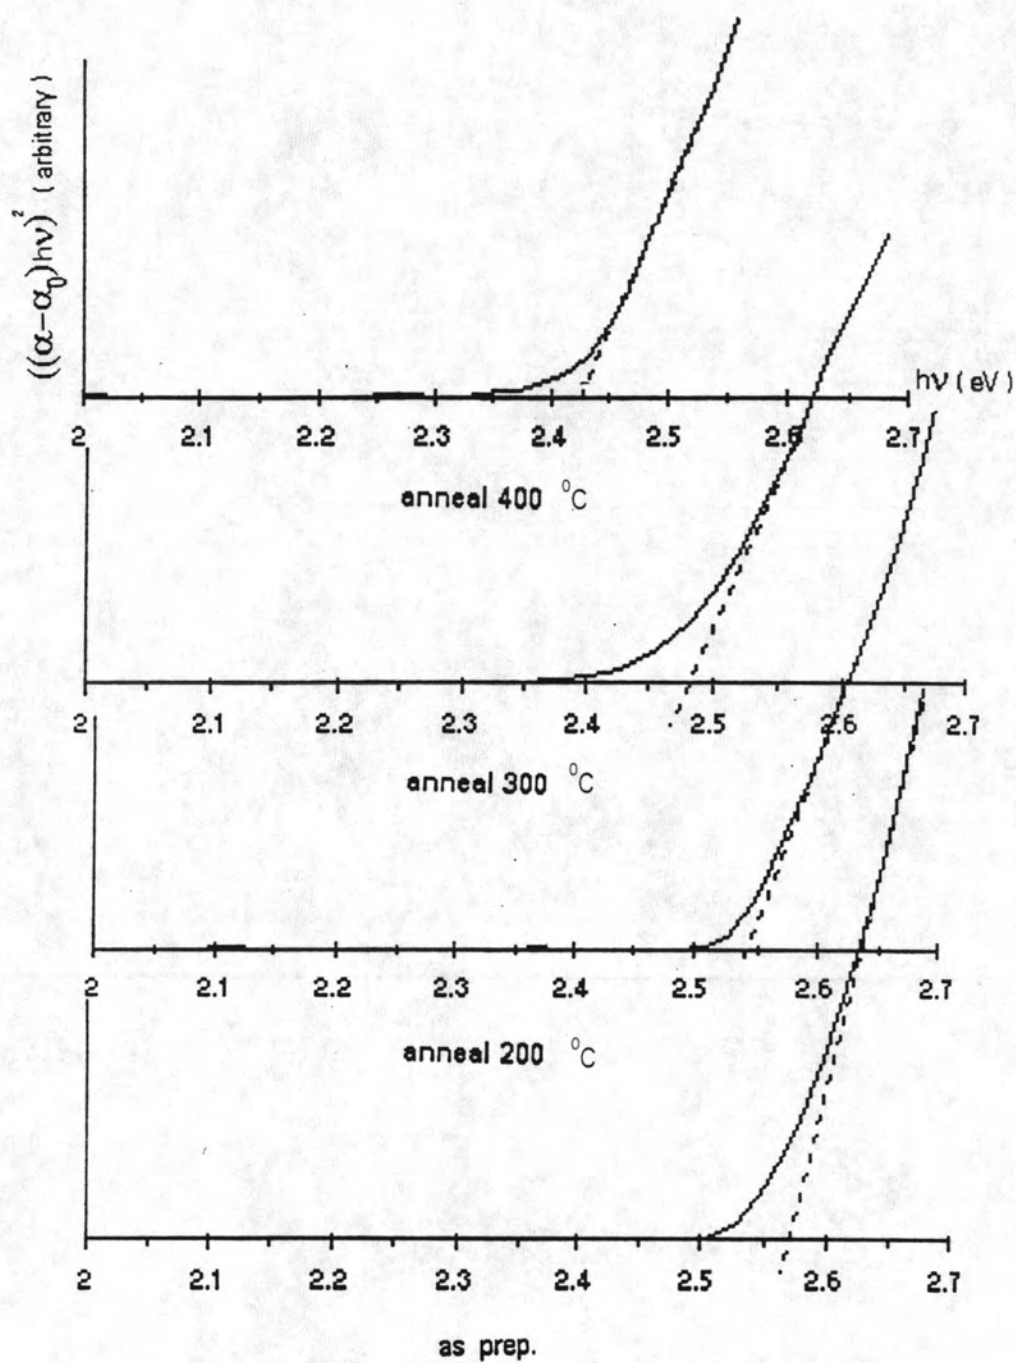 ((α−α₀)hν)² (arbitrary)
hν (eV)
2 2.1 2.2 2.3 2.4 2.5 2.6 2.7
anneal 400 °C
2 2.1 2.2 2.3 2.4 2.5 2.6 2.7
anneal 300 °C
2 2.1 2.2 2.3 2.4 2.5 2.6 2.7
anneal 200 °C
2 2.1 2.2 2.3 2.4 2.5 2.6 2.7
as prep.